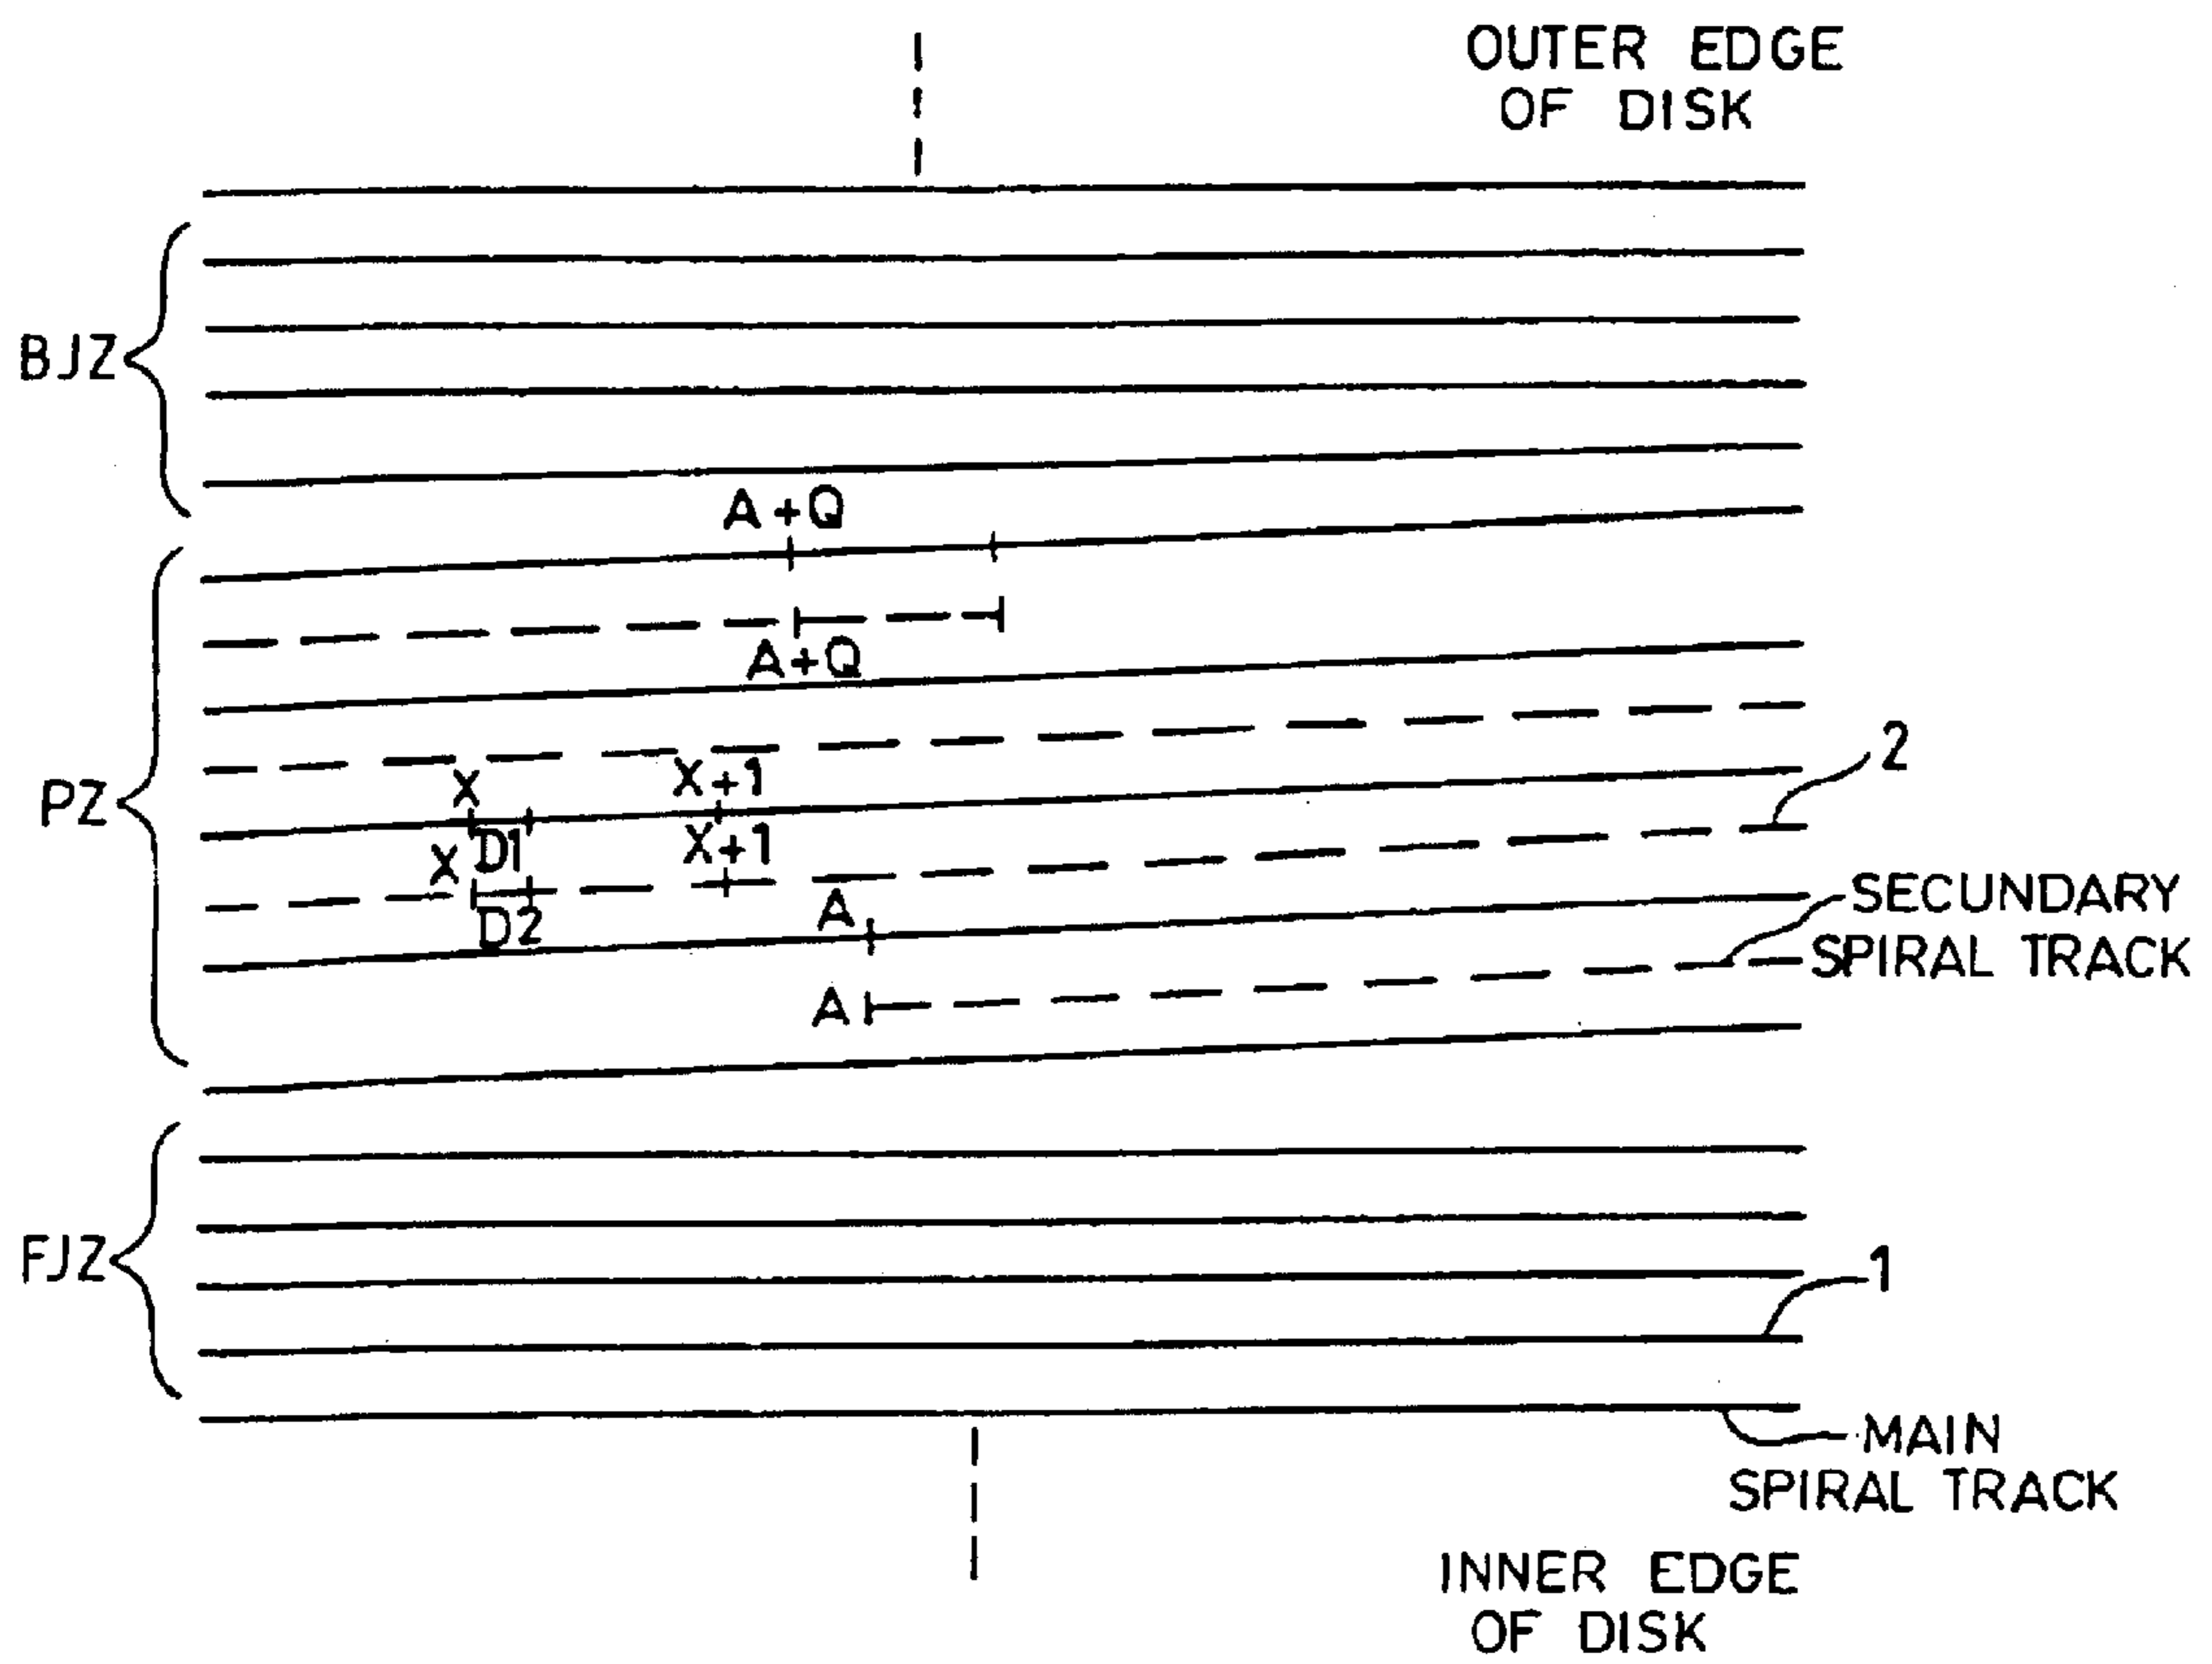 OUTER EDGE
OF DISK
BJZ
A+Q
A+Q
PZ
2
X
X+1
D1
X
X+1
D2
A
SECUNDARY
SPIRAL TRACK
A
FJZ
1
MAIN
SPIRAL TRACK
INNER EDGE
OF DISK